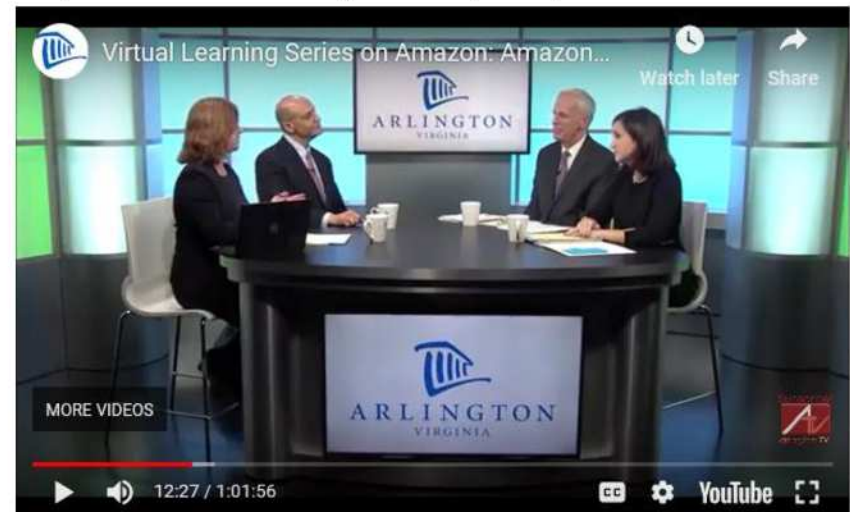 Virtual Learning Series on Amazon: Amazon...
Watch later
Share
ARLINGTON
VIRGINIA
ARLINGTON
VIRGINIA
MORE VIDEOS
12:27 / 1:01:56
CC
YouTube